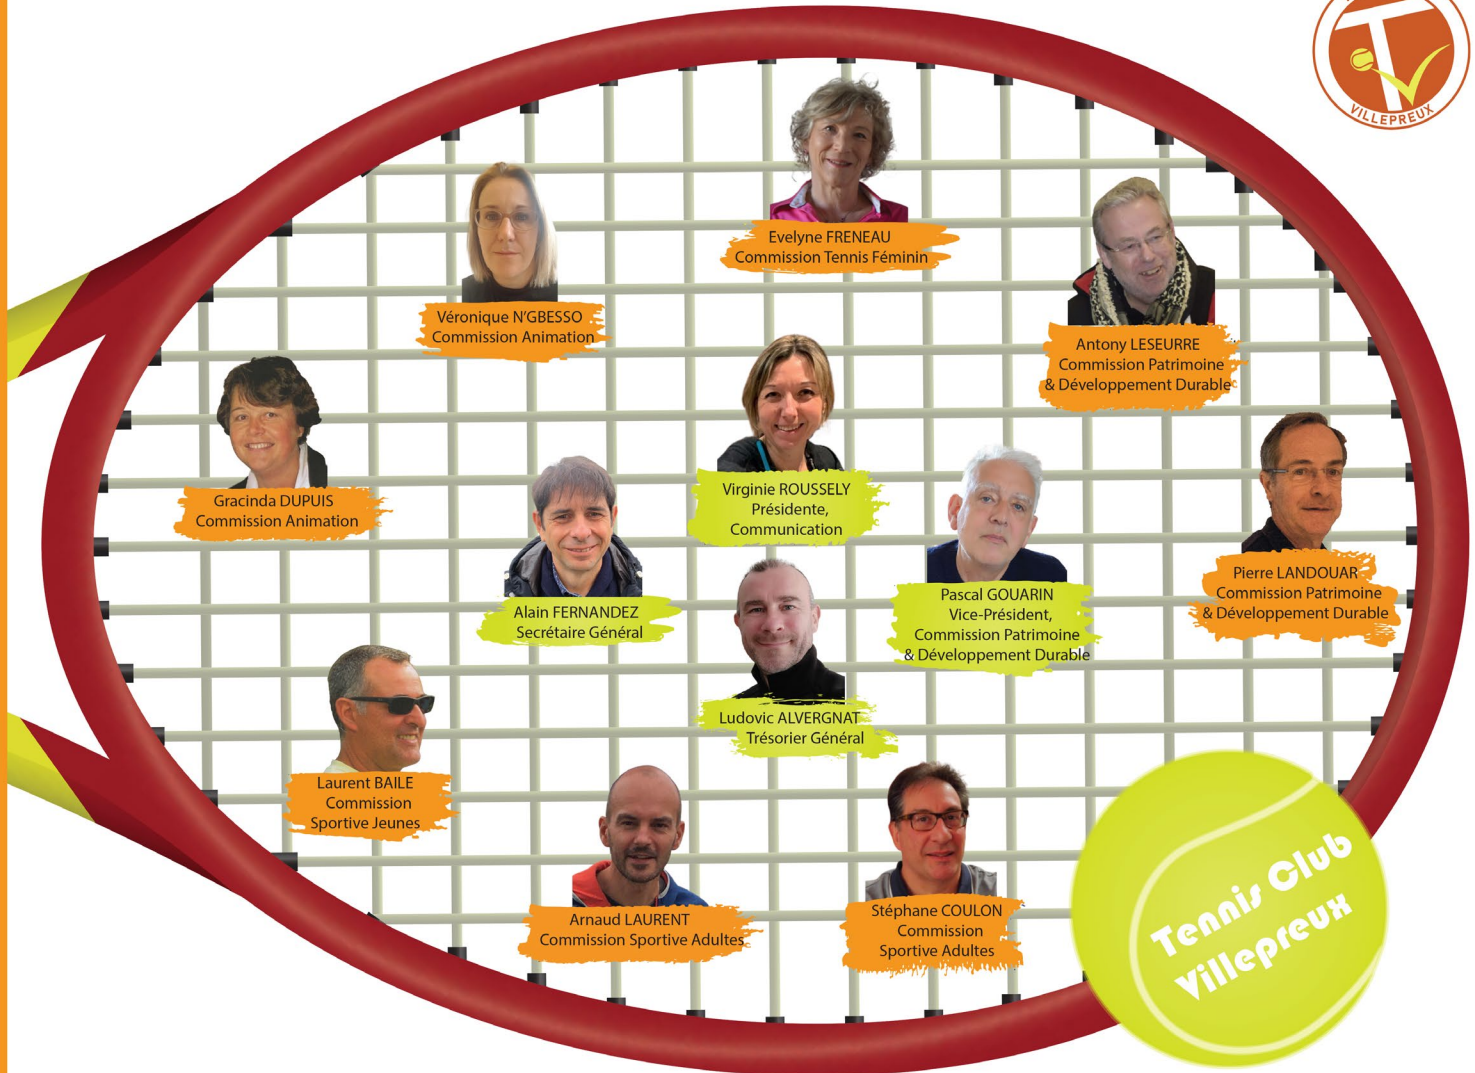 VILLEPREUX
Evelyne FRENEAU
Commission Tennis Féminin
Véronique N'GBESSO
Commission Animation
Antony LESEURRE
Commission Patrimoine
& Développement Durable
Gracinda DUPUIS
Commission Animation
Virginie ROUSSELY
Présidente,
Communication
Alain FERNANDEZ
Secrétaire Général
Pascal GOUARIN
Vice-Président,
Commission Patrimoine
& Développement Durable
Pierre LANDOUAR
Commission Patrimoine
& Développement Durable
Ludovic ALVERGNAT
Trésorier Général
Laurent BAILE
Commission
Sportive Jeunes
Arnaud LAURENT
Commission Sportive Adultes
Stéphane COULON
Commission
Sportive Adultes
Tennis Club
Villepreux